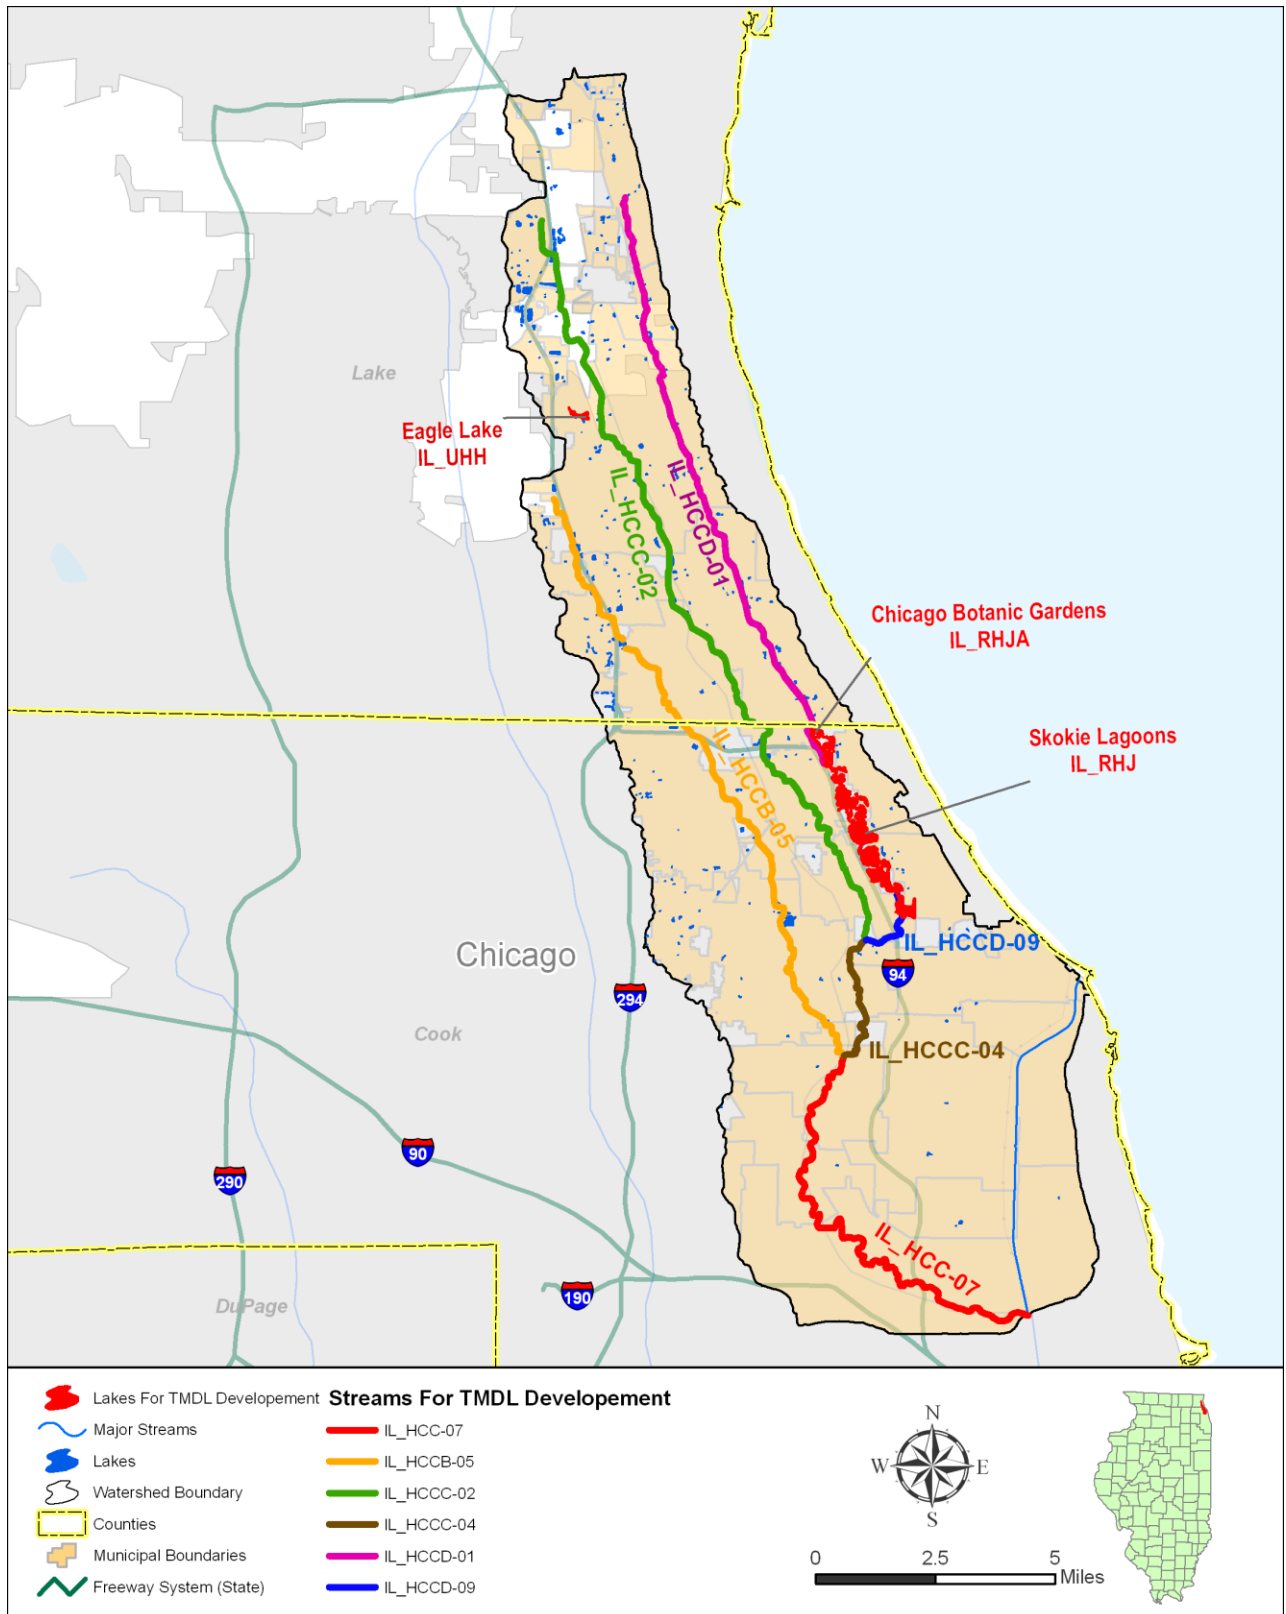 Lake
Eagle Lake
IL_UHH
IL_HCCC-02
IL_HCCD-01
Chicago Botanic Gardens
IL_RHJA
Skokie Lagoons
IL_RHJ
IL_HCCB-05
IL_HCCD-09
Chicago
94
294
Cook
IL_HCCC-04
90
290
IL_HCC-07
190
DuPage
Lakes For TMDL Developement
Major Streams
Lakes
Watershed Boundary
Counties
Municipal Boundaries
Freeway System (State)
Streams For TMDL Developement
IL_HCC-07
IL_HCCB-05
IL_HCCC-02
IL_HCCC-04
IL_HCCD-01
IL_HCCD-09
N
W E
S
0 2.5 5
Miles